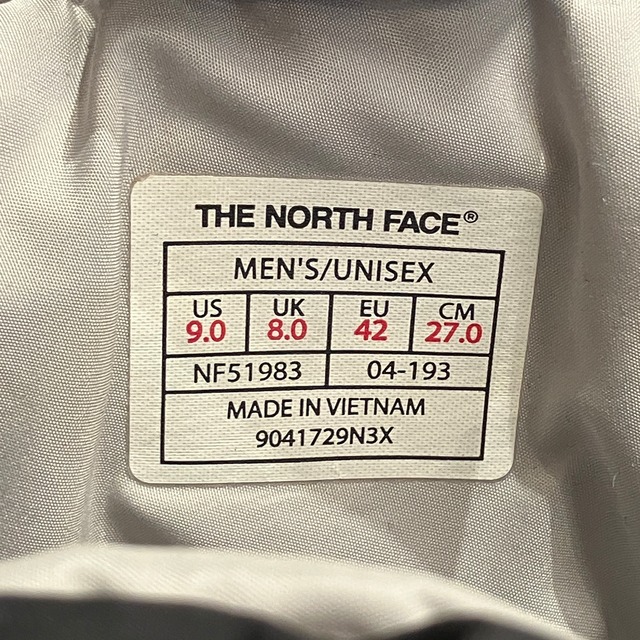 THE NORTH FACE®
MEN'S/UNISEX
US UK EU CM
9.0 8.0 42 27.0
NF51983 04-193
MADE IN VIETNAM
9041729N3X